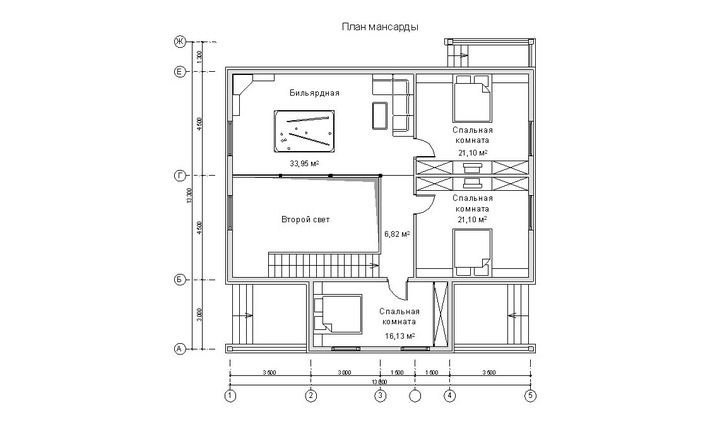 План мансарды
Ж
1 300
Е
Бильярдная
4 500
Спальная
комната
21,10 м²
33,95 м²
Г
13 300
Спальная
комната
21,10 м²
Второй свет
4 500
6,82 м²
Б
Спальная
комната
16,13 м²
3 000
А
3 500 3 000 1 500 1 500 3 500
1 2 3 4 5